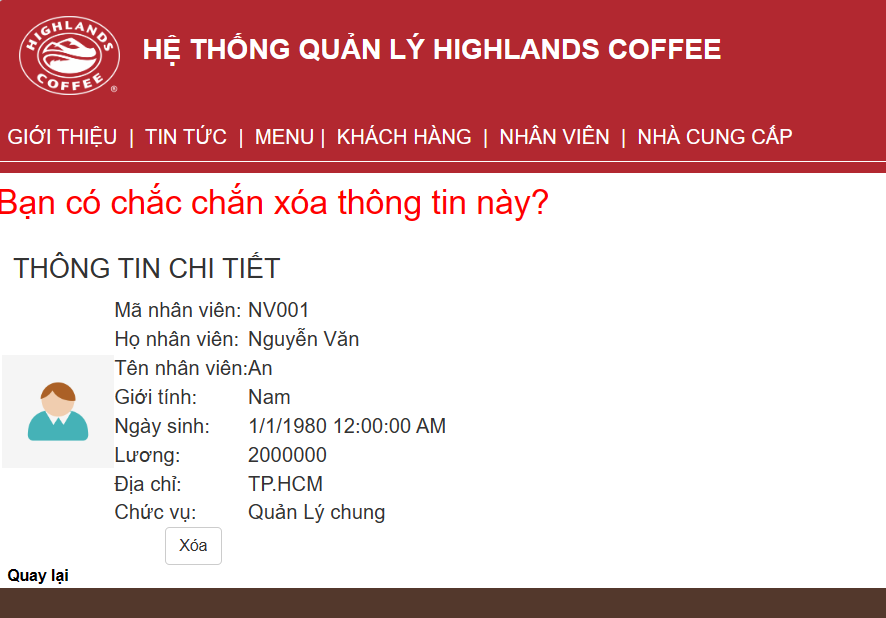 HIGHLANDS
COFFEE
®
HỆ THỐNG QUẢN LÝ HIGHLANDS COFFEE
GIỚI THIỆU | TIN TỨC | MENU | KHÁCH HÀNG | NHÂN VIÊN | NHÀ CUNG CẤP
Bạn có chắc chắn xóa thông tin này?
THÔNG TIN CHI TIẾT
Mã nhân viên: NV001
Họ nhân viên: Nguyễn Văn
Tên nhân viên:An
Giới tính: Nam
Ngày sinh: 1/1/1980 12:00:00 AM
Lương: 2000000
Địa chỉ: TP.HCM
Chức vụ: Quản Lý chung
Xóa
Quay lại